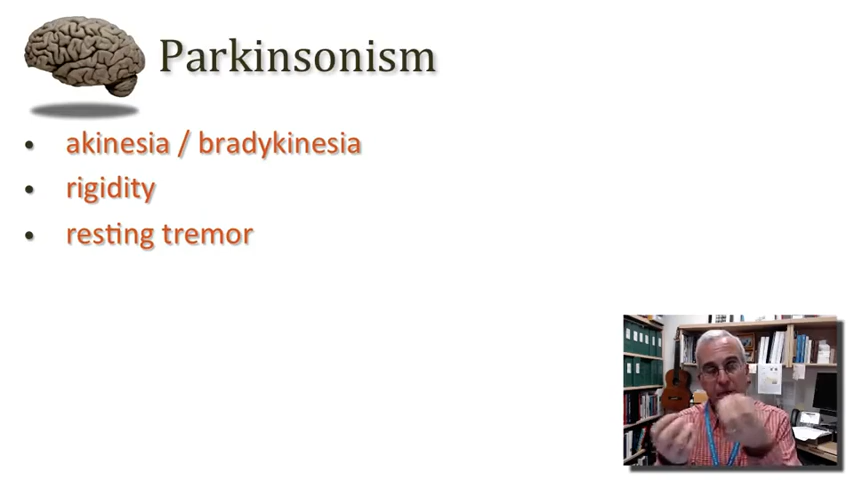 Parkinsonism
• akinesia / bradykinesia
• rigidity
• resting tremor